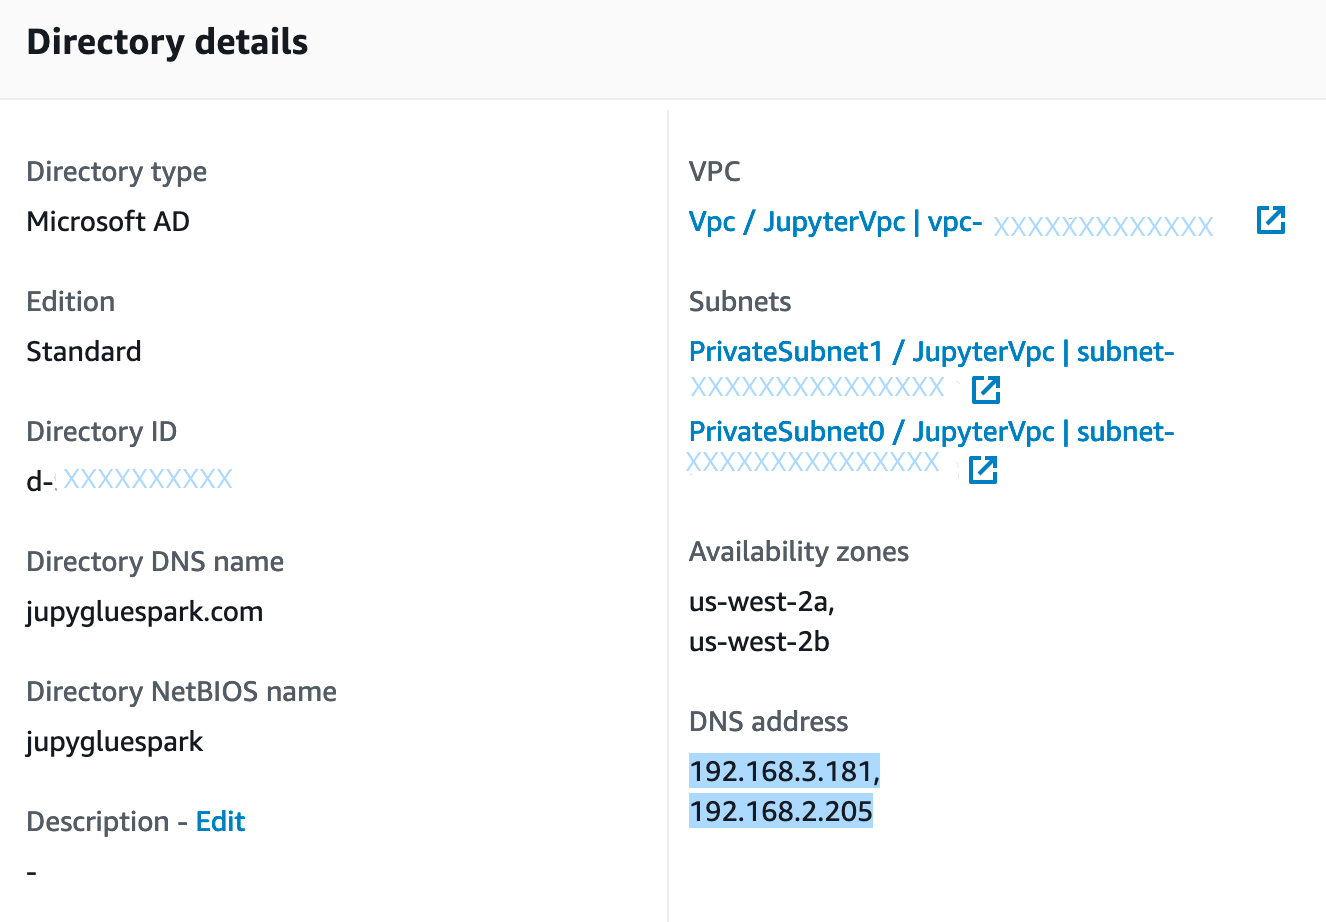 Directory details
Directory type
Microsoft AD
Edition
Standard
Directory ID
d- XXXXXXXXXX
Directory DNS name
jupygluespark.com
Directory NetBIOS name
jupygluespark
Description - Edit
-
VPC
Vpc / JupyterVpc | vpc- XXXXXXXXXXXXX
Subnets
PrivateSubnet1 / JupyterVpc | subnet-
XXXXXXXXXXXXXXX
PrivateSubnet0 / JupyterVpc | subnet-
XXXXXXXXXXXXXXX
Availability zones
us-west-2a,
us-west-2b
DNS address
192.168.3.181,
192.168.2.205